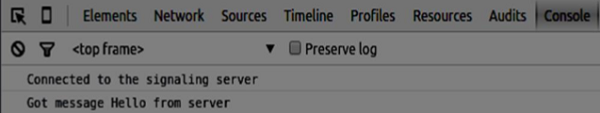 Elements Network Sources Timeline Profiles Resources Audits Console
<top frame> Preserve log
Connected to the signaling server
Got message Hello from server